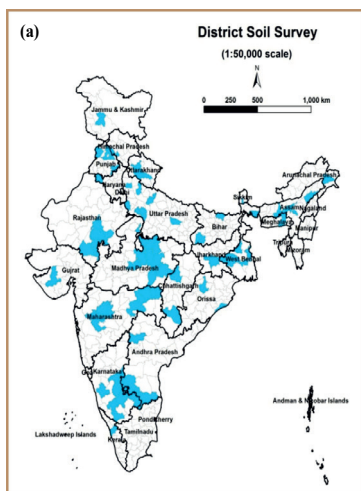 (a)
District Soil Survey
(1:50,000 scale)
N
0 250 500 1,000 km
Jammu & Kashmir
Himachal Pradesh
Punjab
Uttarakhand
Haryana
Delhi
Arunachal Pradesh
Sikkim
Rajasthan
Uttar Pradesh
Assam
Nagaland
Bihar
Meghalaya
Manipur
Tripura
Mizoram
Jharkhand
West Bengal
Gujrat
Madhya Pradesh
Chhattishgarh
Orissa
Maharashtra
Andhra Pradesh
Goa
Karnataka
Andman & Nicobar Islands
Pondicherry
Lakshadweep Islands
Tamilnadu
Kerala